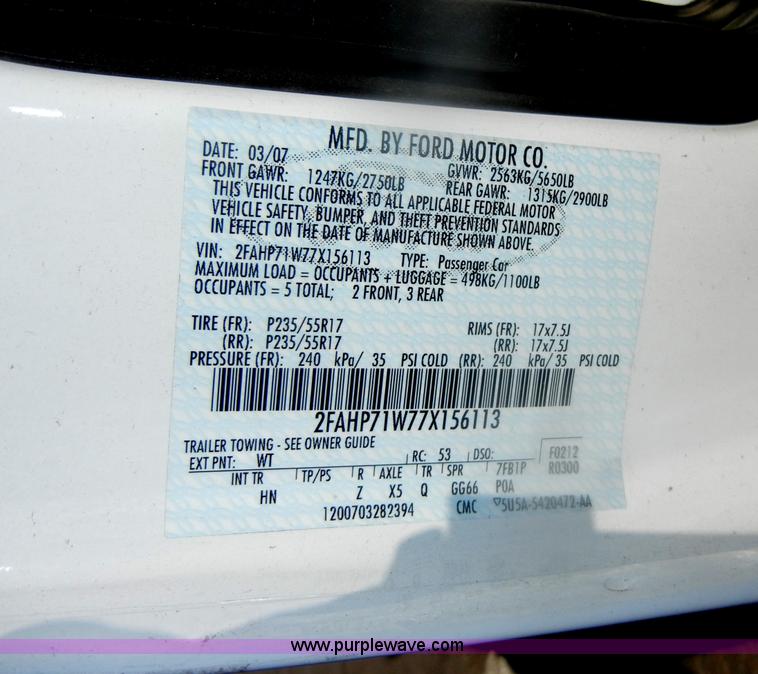 MFD. BY FORD MOTOR CO.
DATE: 03/07 GVWR: 2563KG/5650LB
FRONT GAWR: 1247KG/2750LB REAR GAWR: 1315KG/2900LB
THIS VEHICLE CONFORMS TO ALL APPLICABLE FEDERAL MOTOR
VEHICLE SAFETY, BUMPER, AND THEFT PREVENTION STANDARDS
IN EFFECT ON THE DATE OF MANUFACTURE SHOWN ABOVE.
VIN: 2FAHP71W77X156113 TYPE: Passenger Car
MAXIMUM LOAD = OCCUPANTS + LUGGAGE = 498KG/1100LB
OCCUPANTS = 5 TOTAL; 2 FRONT, 3 REAR
TIRE (FR): P235/55R17 RIMS (FR): 17x7.5J
(RR): P235/55R17 (RR): 17x7.5J
PRESSURE (FR): 240 kPa/ 35 PSI COLD (RR): 240 kPa/ 35 PSI COLD
2FAHP71W77X156113
TRAILER TOWING - SEE OWNER GUIDE
EXT PNT: WT RC: 53 DSO: F0212
R0300
INT TR TP/PS R AXLE TR SPR 7FB1P
HN Z X5 Q GG66 P0A
1200703282394 CMC ▽5U5A-5420472-AA
www.purplewave.com